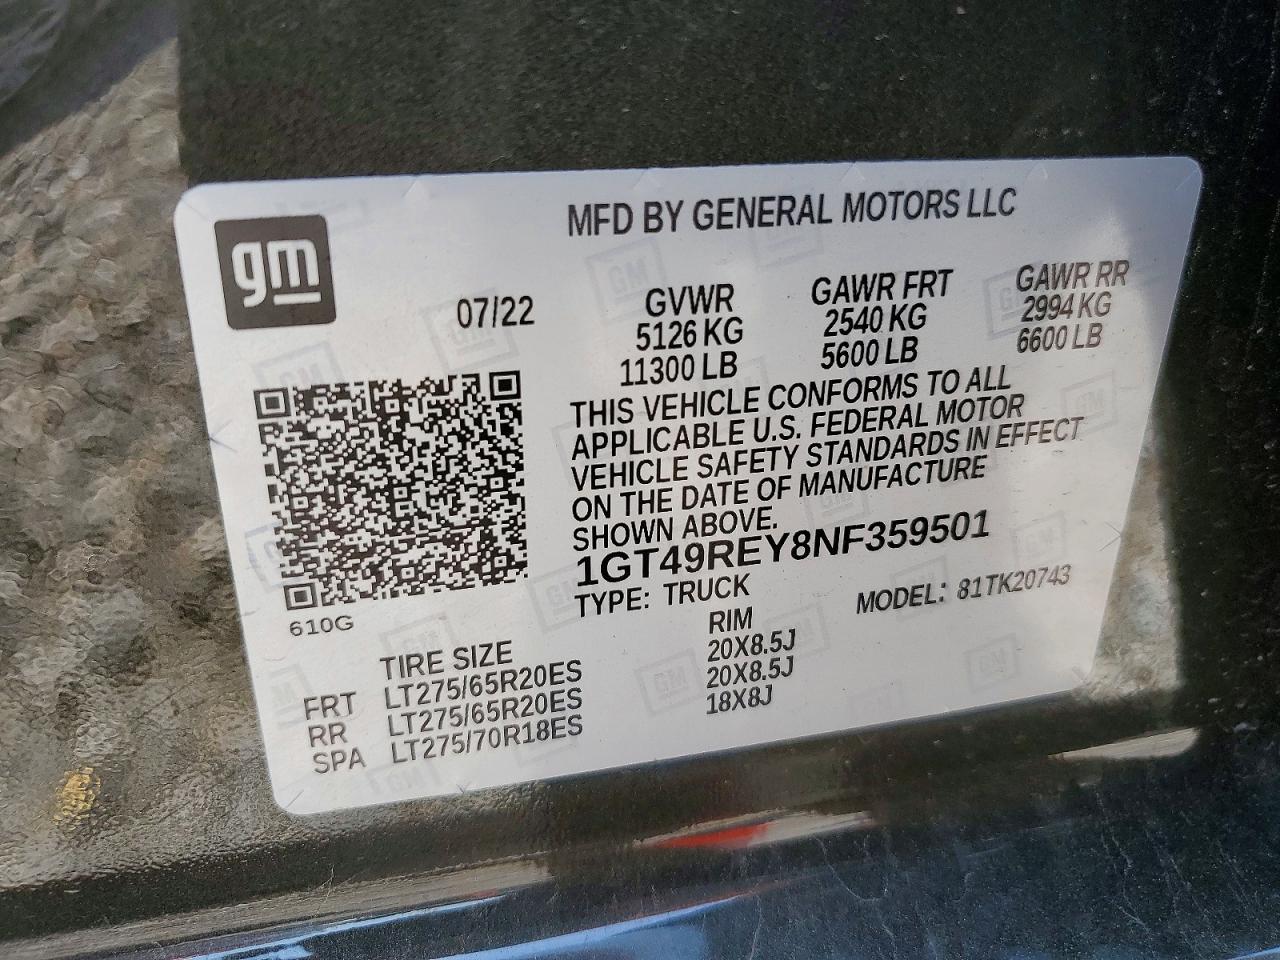 gm
MFD BY GENERAL MOTORS LLC
07/22
GVWR GAWR FRT GAWR RR
5126 KG 2540 KG 2994 KG
11300 LB 5600 LB 6600 LB
THIS VEHICLE CONFORMS TO ALL
APPLICABLE U.S. FEDERAL MOTOR
VEHICLE SAFETY STANDARDS IN EFFECT
ON THE DATE OF MANUFACTURE
SHOWN ABOVE.
1GT49REY8NF359501
TYPE: TRUCK MODEL: 81TK20743
610G
TIRE SIZE RIM
FRT LT275/65R20ES 20X8.5J
RR LT275/65R20ES 20X8.5J
SPA LT275/70R18ES 18X8J